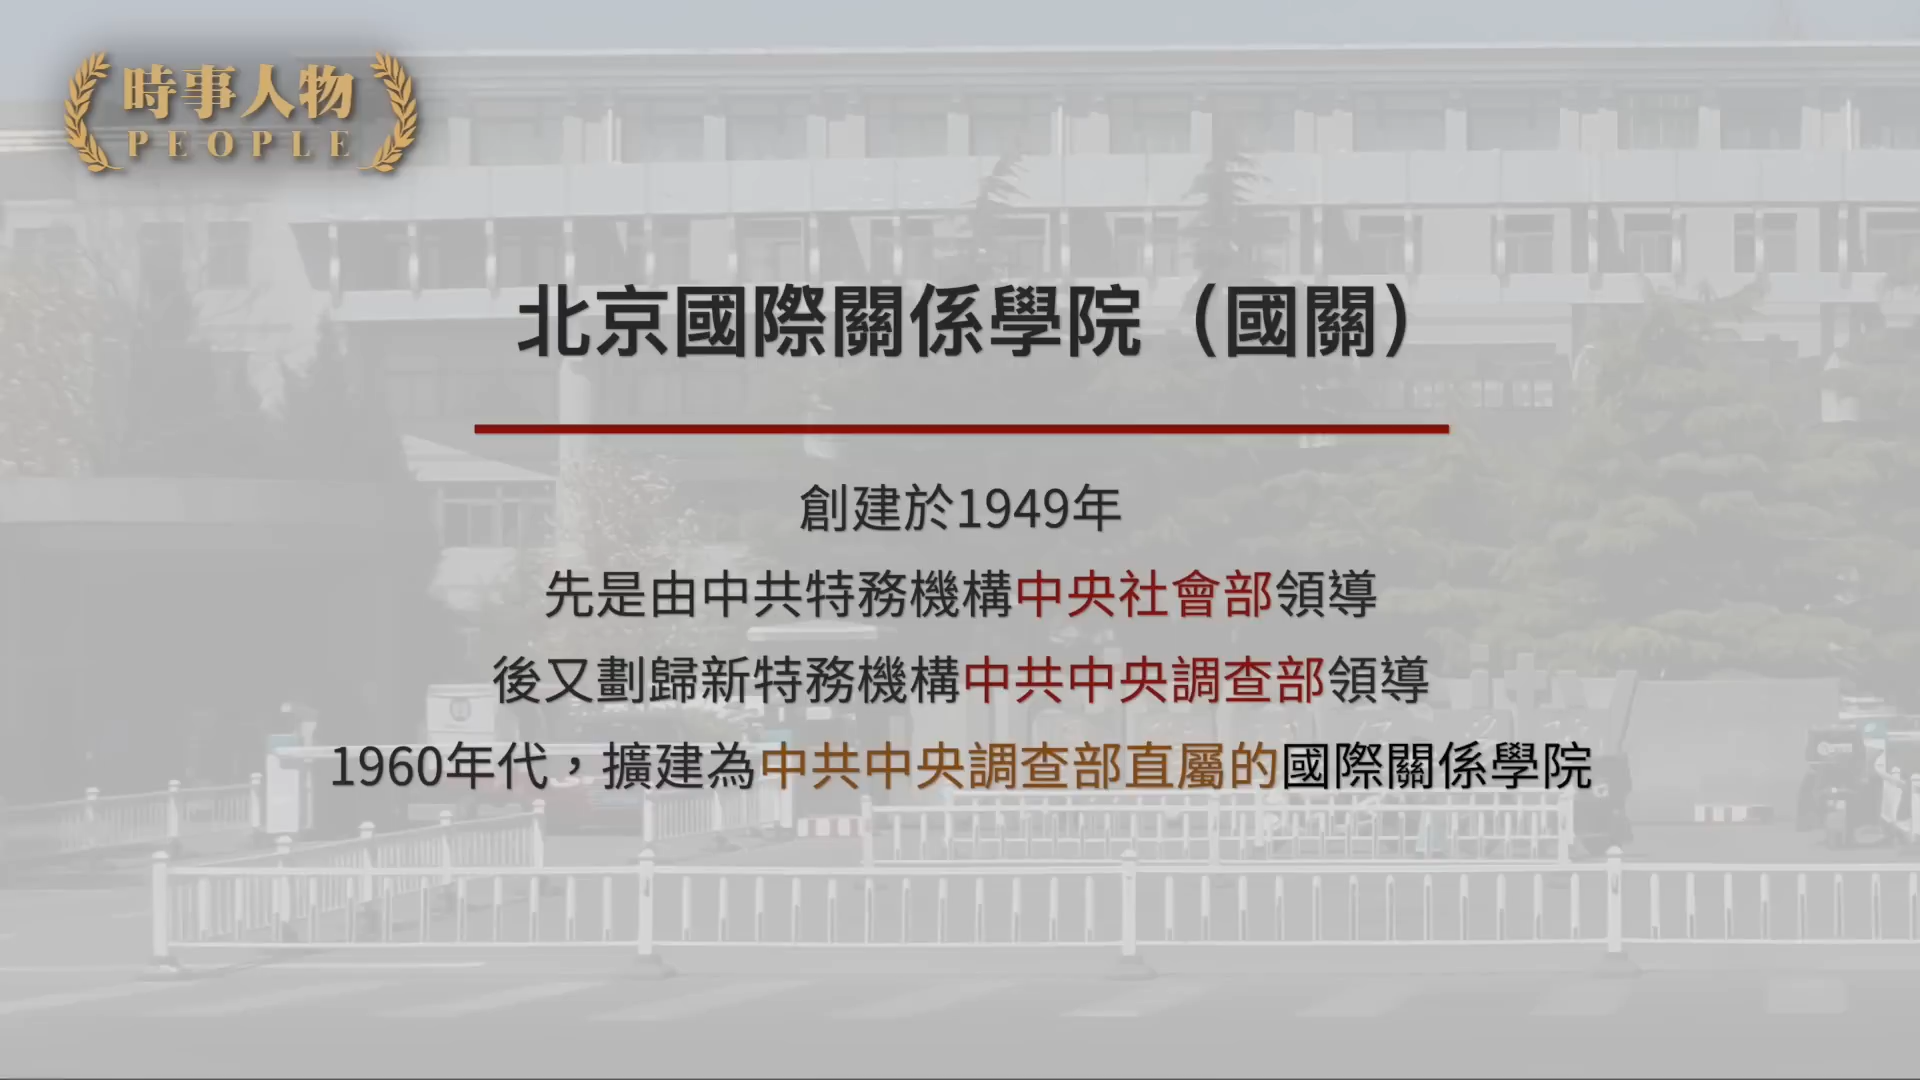 時事人物
PEOPLE
北京國際關係學院（國關）
創建於1949年
先是由中共特務機構中央社會部領導
後又劃歸新特務機構中共中央調查部領導
1960年代，擴建為中共中央調查部直屬的國際關係學院